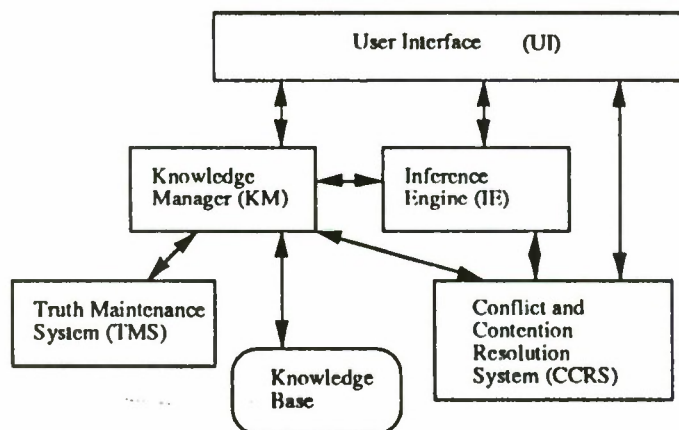 User Interface (UI)
Knowledge
Manager (KM)
Inference
Engine (IE)
Truth Maintenance
System (TMS)
Knowledge
Base
Conflict and
Contention
Resolution
System (CCRS)